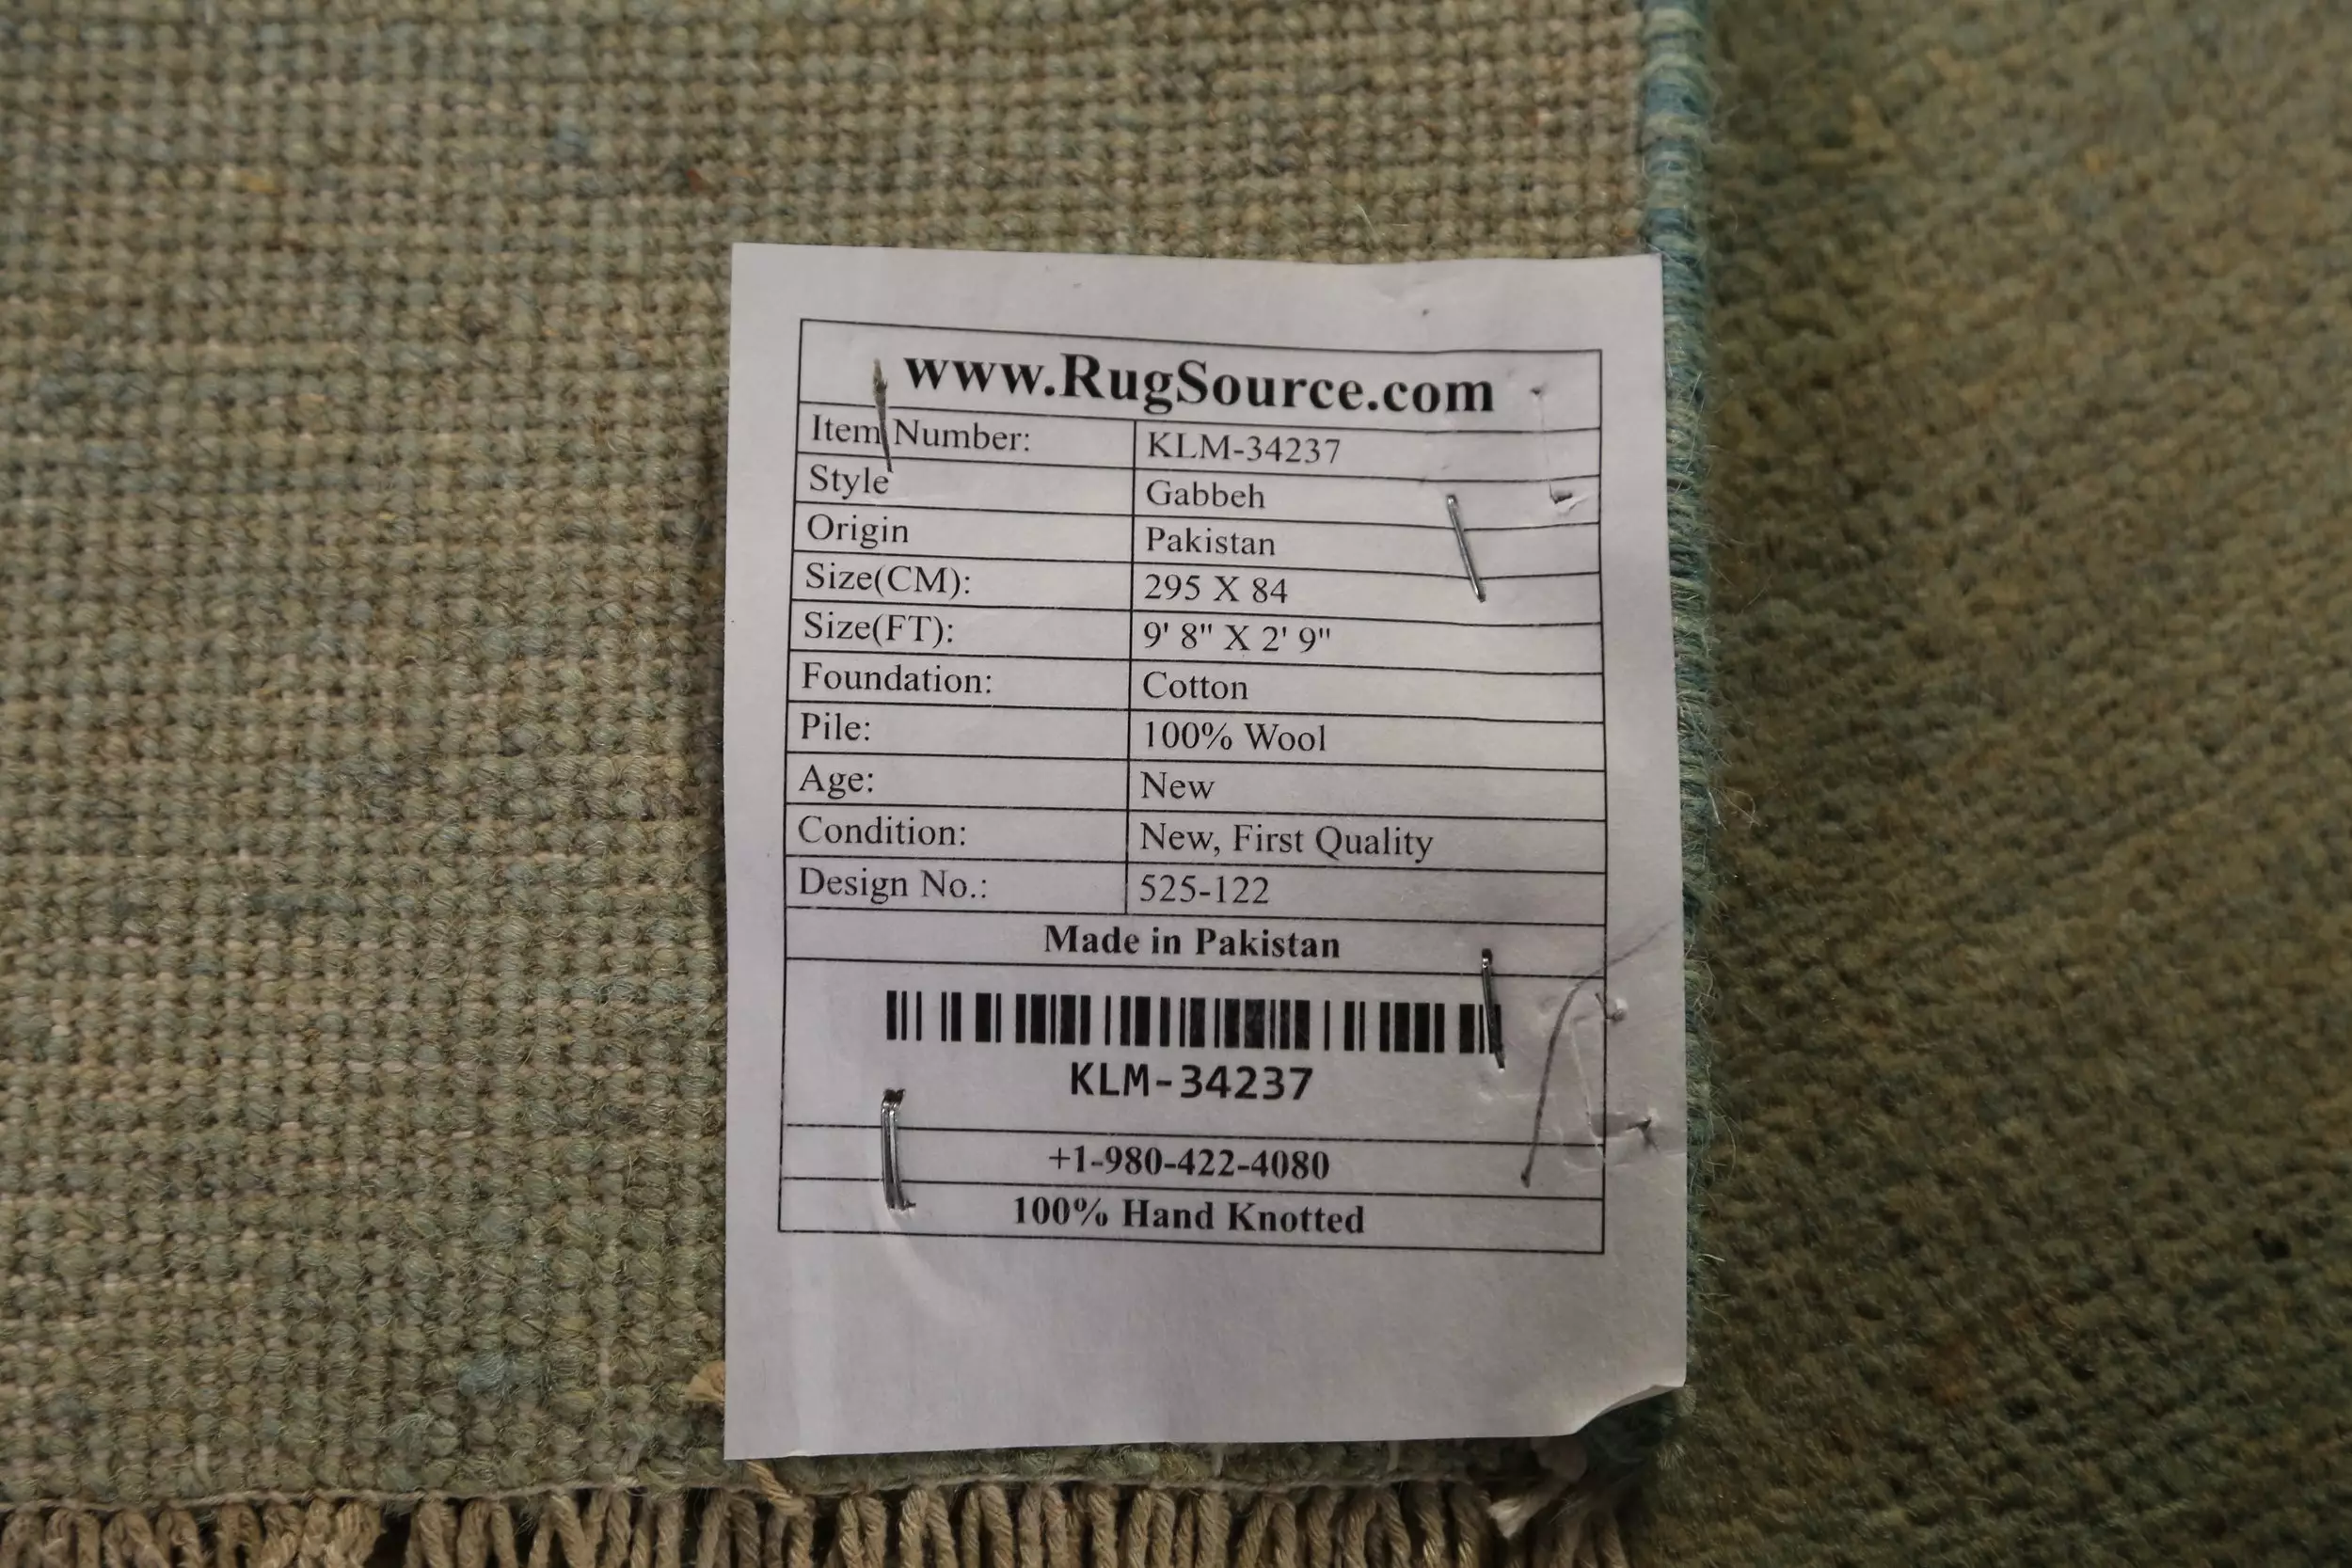 www.RugSource.com
Item Number: KLM-34237
Style Gabbeh
Origin Pakistan
Size(CM): 295 X 84
Size(FT): 9' 8" X 2' 9"
Foundation: Cotton
Pile: 100% Wool
Age: New
Condition: New, First Quality
Design No.: 525-122
Made in Pakistan
KLM-34237
+1-980-422-4080
100% Hand Knotted